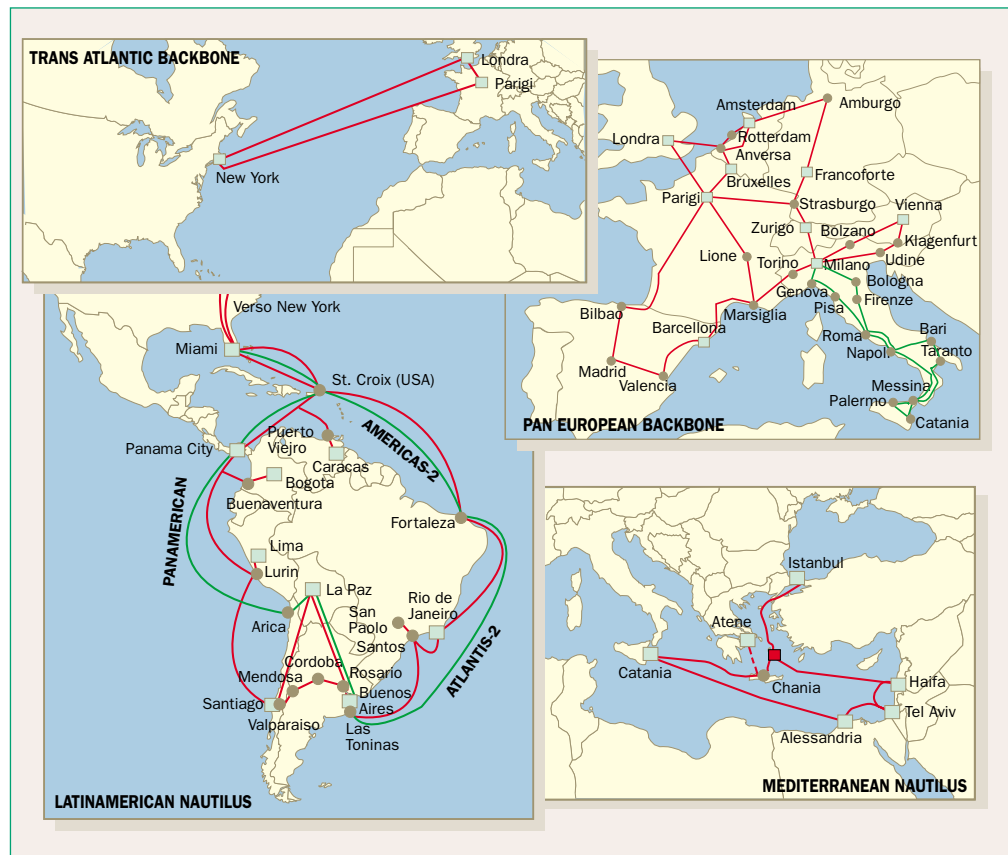 TRANS ATLANTIC BACKBONE
Londra
Parigi
New York
Amsterdam
Amburgo
Rotterdam
Londra
Anversa
Bruxelles
Francoforte
Parigi
Strasburgo
Vienna
Zurigo
Bolzano
Klagenfurt
Lione
Torino
Milano
Udine
Genova
Bologna
Pisa
Firenze
Bilbao
Marsiglia
Barcellona
Roma
Bari
Napol.
Taranto
Madrid
Valencia
Messina
Palermo
Catania
PAN EUROPEAN BACKBONE
Verso New York
Miami
St. Croix (USA)
Puerto
Viejro
Panama City
Caracas
AMERICAS-2
Bogota
Buenaventura
PANAMERICAN
Fortaleza
Lima
Lurin
La Paz
Rio de
Janeiro
San
Paolo
Arica
Santos
ATLANTIS-2
Cordoba
Mendosa
Rosario
Santiago
Buenos
Aires
Valparaiso
Las
Toninas
LATINAMERICAN NAUTILUS
Istanbul
Atene
Catania
Chania
Haifa
Tel Aviv
Alessandria
MEDITERRANEAN NAUTILUS